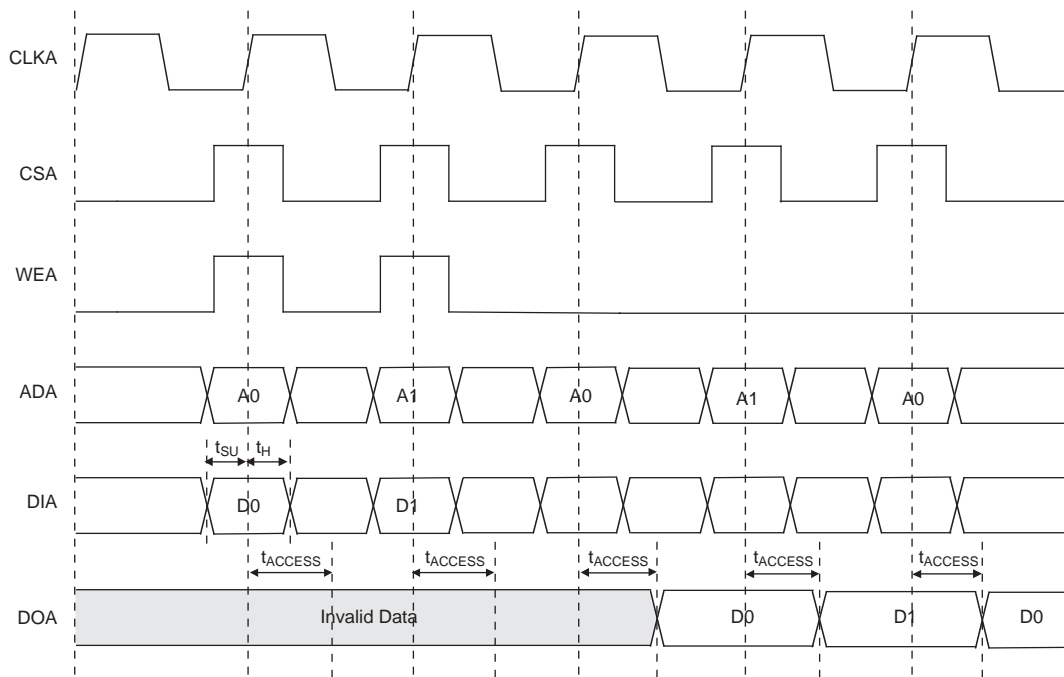 CLKA
CSA
WEA
ADA A0 A1 A0 A1 A0
tSU tH
DIA D0 D1
tACCESS tACCESS tACCESS tACCESS tACCESS
DOA Invalid Data D0 D1 D0